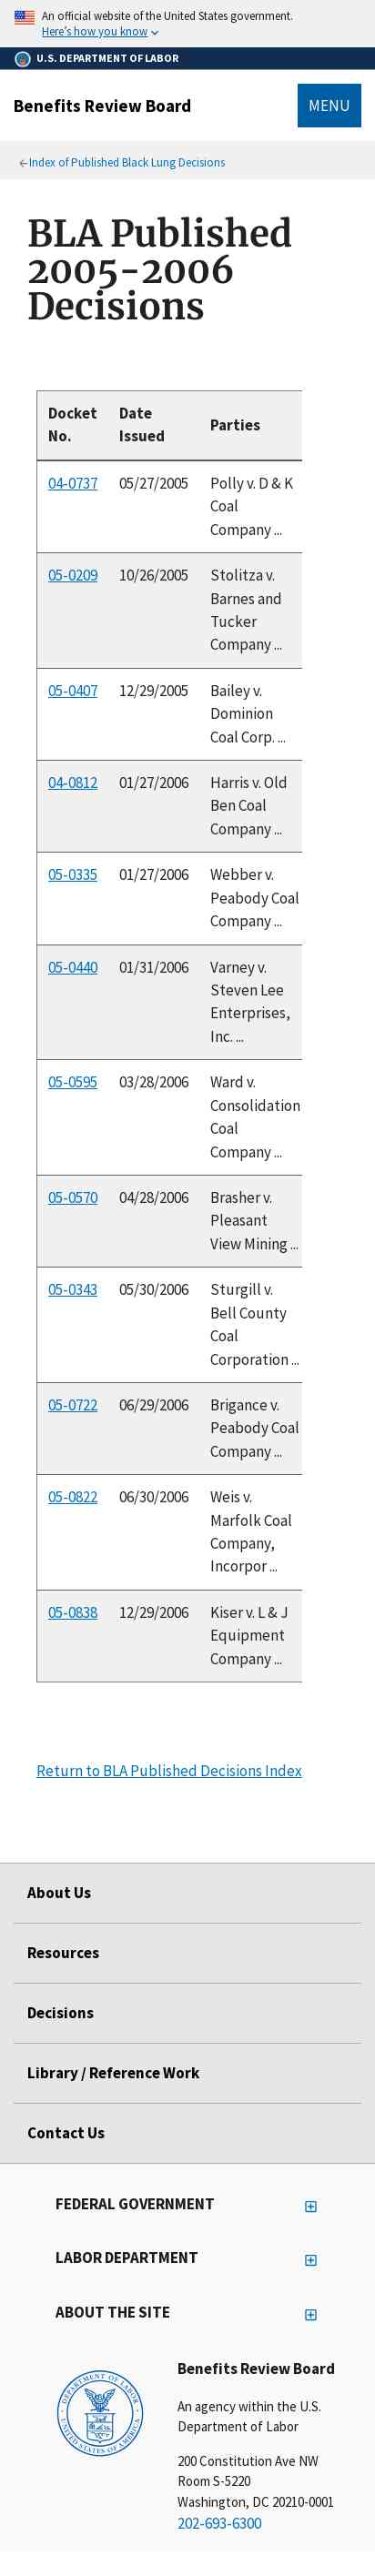 An official website of the United States government.
Here's how you know
U.S. DEPARTMENT OF LABOR
Benefits Review Board
MENU
Index of Published Black Lung Decisions
BLA Published
2005-2006
Decisions
Docket No. Date Issued Parties
04-0737 05/27/2005 Polly v. D & K
Coal
Company ...
05-0209 10/26/2005 Stolitza v.
Barnes and
Tucker
Company ...
05-0407 12/29/2005 Bailey v.
Dominion
Coal Corp. ...
04-0812 01/27/2006 Harris v. Old
Ben Coal
Company ...
05-0335 01/27/2006 Webber v.
Peabody Coal
Company ...
05-0440 01/31/2006 Varney v.
Steven Lee
Enterprises,
Inc. ...
05-0595 03/28/2006 Ward v.
Consolidation
Coal
Company ...
05-0570 04/28/2006 Brasher v.
Pleasant
View Mining ...
05-0343 05/30/2006 Sturgill v.
Bell County
Coal
Corporation ...
05-0722 06/29/2006 Brigance v.
Peabody Coal
Company ...
05-0822 06/30/2006 Weis v.
Marfolk Coal
Company,
Incorpor ...
05-0838 12/29/2006 Kiser v. L & J
Equipment
Company ...
Return to BLA Published Decisions Index
About Us
Resources
Decisions
Library / Reference Work
Contact Us
FEDERAL GOVERNMENT
LABOR DEPARTMENT
ABOUT THE SITE
DEPARTMENT OF LABOR
UNITED STATES OF AMERICA
Benefits Review Board
An agency within the U.S.
Department of Labor
200 Constitution Ave NW
Room S-5220
Washington, DC 20210-0001
202-693-6300